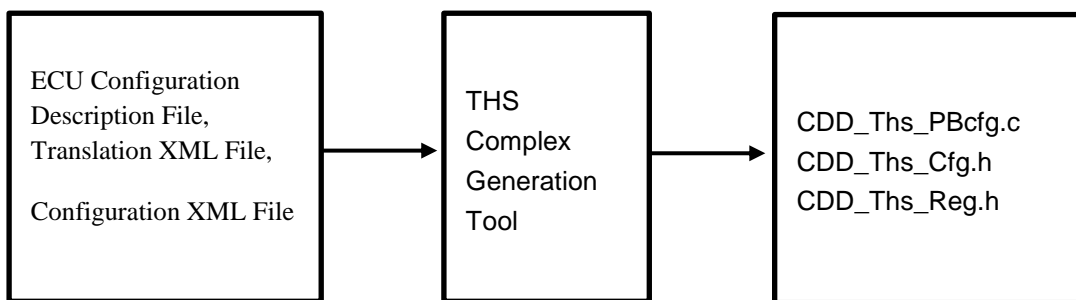 ECU Configuration
Description File,
Translation XML File,
Configuration XML File
THS
Complex
Generation
Tool
CDD_Ths_PBcfg.c
CDD_Ths_Cfg.h
CDD_Ths_Reg.h